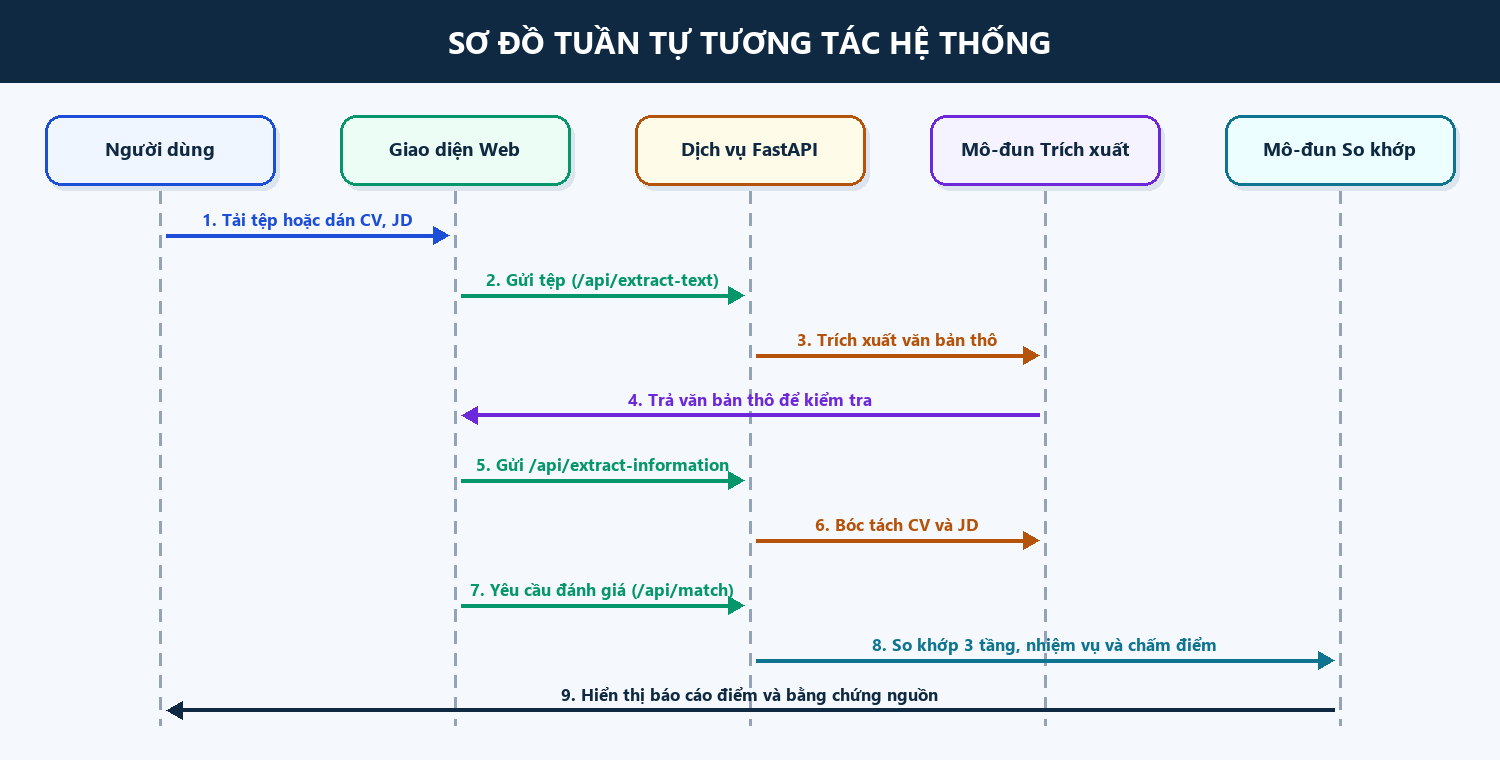 SƠ ĐỒ TUẦN TỰ TƯƠNG TÁC HỆ THỐNG
Người dùng
Giao diện Web
Dịch vụ FastAPI
Mô-đun Trích xuất
Mô-đun So khớp
1. Tải tệp hoặc dán CV, JD
2. Gửi tệp (/api/extract-text)
3. Trích xuất văn bản thô
4. Trả văn bản thô để kiểm tra
5. Gửi /api/extract-information
6. Bóc tách CV và JD
7. Yêu cầu đánh giá (/api/match)
8. So khớp 3 tầng, nhiệm vụ và chấm điểm
9. Hiển thị báo cáo điểm và bằng chứng nguồn